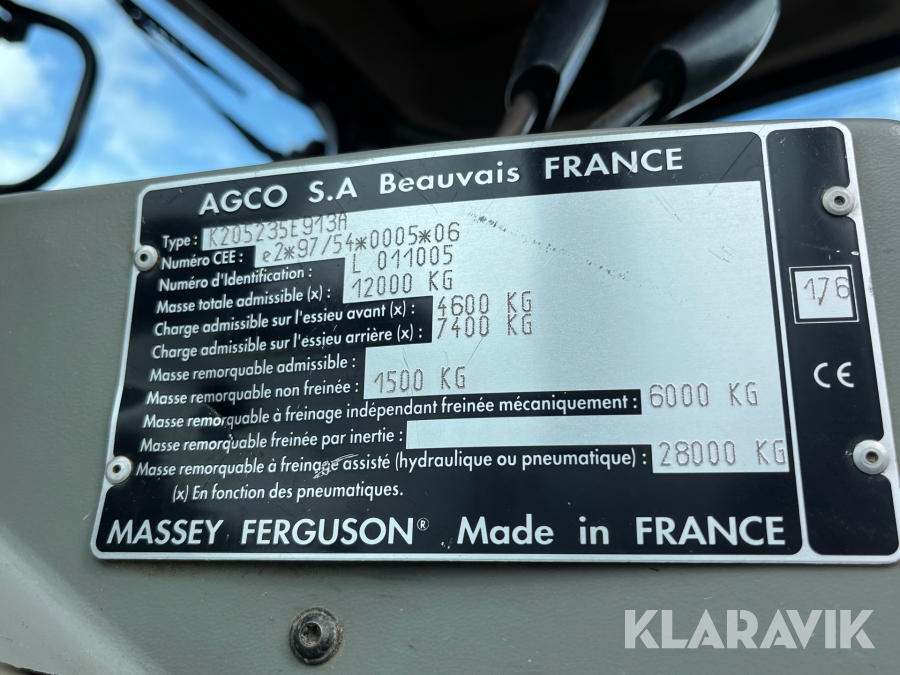 AGCO S.A Beauvais FRANCE
Type : K205235E913A
Numéro CEE : e2*97/54*0005*06
Numéro d'Identification : L 011005
Masse totale admissible (x) : 12000 KG
Charge admissible sur l'essieu avant (x) : 4600 KG
Charge admissible sur l'essieu arrière (x) : 7400 KG
Masse remorquable admissible :
Masse remorquable non freinée : 1500 KG
Masse remorquable à freinage indépendant freinée mécaniquement : 6000 KG
Masse remorquable freinée par inertie :
Masse remorquable à freinage assisté (hydraulique ou pneumatique) : 28000 KG
(x) En fonction des pneumatiques.
MASSEY FERGUSON® Made in FRANCE
176
CE
KLARAVIK